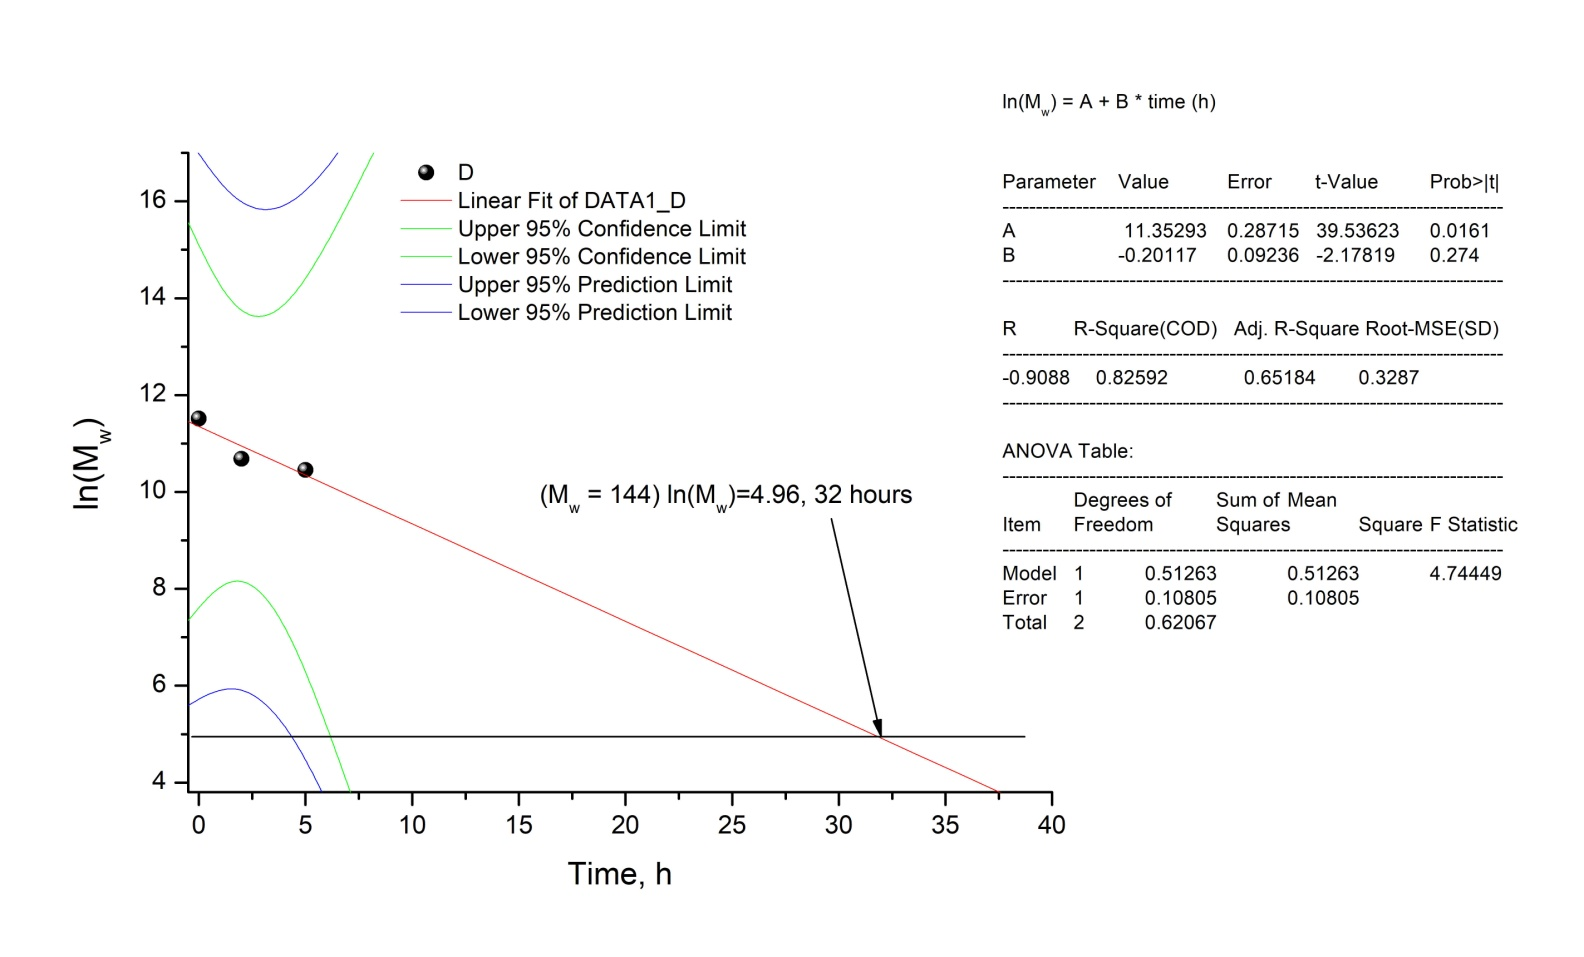 ln(Mw) = A + B * time (h)
Parameter Value Error t-Value Prob>|t|
--------------------------------------------------------------------------------
A 11.35293 0.28715 39.53623 0.0161
B -0.20117 0.09236 -2.17819 0.274
--------------------------------------------------------------------------------
R R-Square(COD) Adj. R-Square Root-MSE(SD)
--------------------------------------------------------------------------------
-0.9088 0.82592 0.65184 0.3287
--------------------------------------------------------------------------------
ANOVA Table:
--------------------------------------------------------------------------------
Degrees of Sum of Mean
Item Freedom Squares Square F Statistic
--------------------------------------------------------------------------------
Model 1 0.51263 0.51263 4.74449
Error 1 0.10805 0.10805
Total 2 0.62067
D
Linear Fit of DATA1_D
Upper 95% Confidence Limit
Lower 95% Confidence Limit
Upper 95% Prediction Limit
Lower 95% Prediction Limit
(Mw = 144) ln(Mw)=4.96, 32 hours
ln(Mw)
16
14
12
10
8
6
4
0 5 10 15 20 25 30 35 40
Time, h